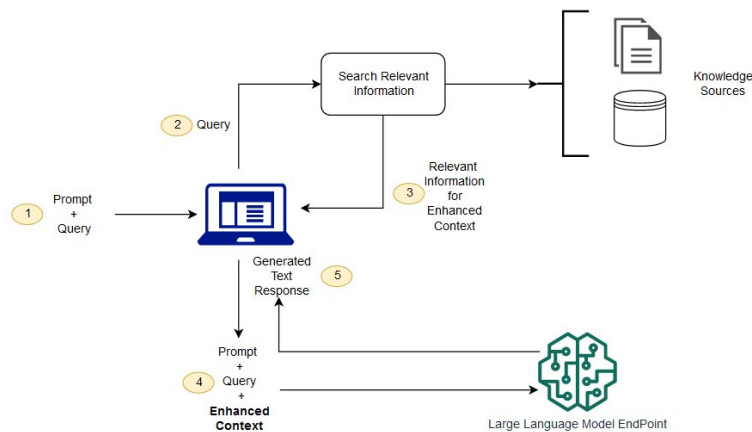 Search Relevant
Information
Knowledge
Sources
2
Query
3
Relevant
Information
for
Enhanced
Context
1
Prompt
+
Query
Generated
Text
Response
5
4
Prompt
+
Query
+
Enhanced
Context
Large Language Model EndPoint